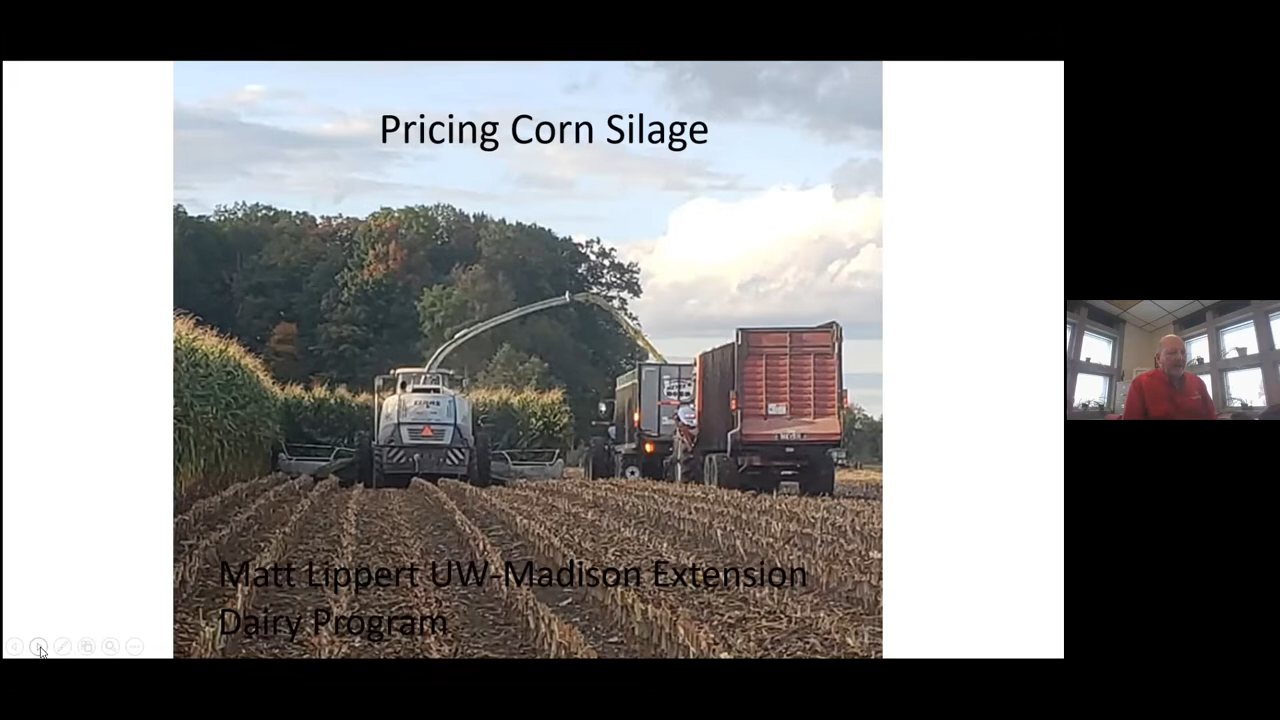 Pricing Corn Silage
Matt Lippert UW-Madison Extension
Dairy Program